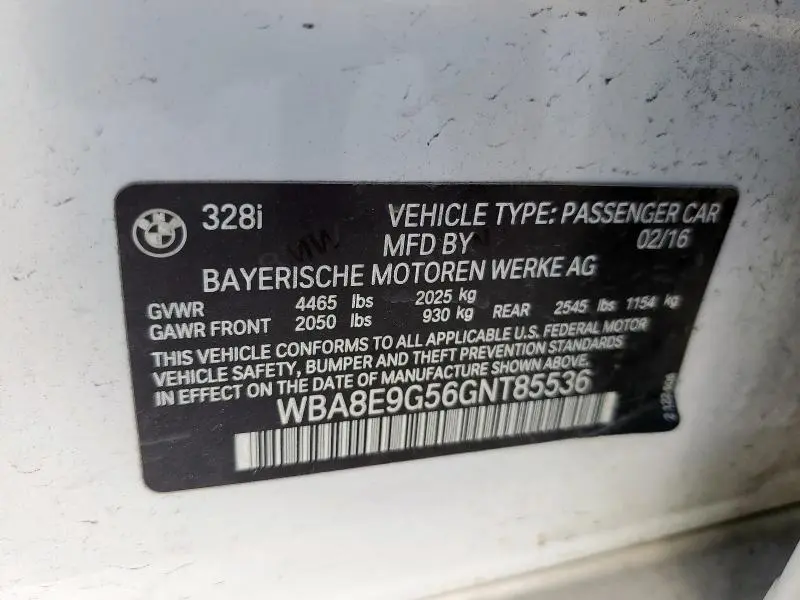 328i VEHICLE TYPE: PASSENGER CAR
MFD BY 02/16
BAYERISCHE MOTOREN WERKE AG
GVWR 4465 lbs 2025 kg
GAWR FRONT 2050 lbs 930 kg REAR 2545 lbs 1154 kg
THIS VEHICLE CONFORMS TO ALL APPLICABLE U.S. FEDERAL MOTOR
VEHICLE SAFETY, BUMPER AND THEFT PREVENTION STANDARDS
IN EFFECT ON THE DATE OF MANUFACTURE SHOWN ABOVE.
WBA8E9G56GNT85536